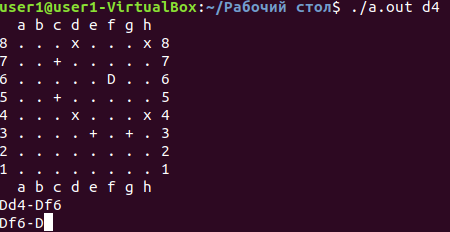 user1@user1-VirtualBox:~/Рабочий стол$ ./a.out d4
  a b c d e f g h
8 . . . x . . . x 8
7 . . + . . . . . 7
6 . . . . . D . . 6
5 . . + . . . . . 5
4 . . . x . . . x 4
3 . . . . + . + . 3
2 . . . . . . . . 2
1 . . . . . . . . 1
  a b c d e f g h
Dd4-Df6
Df6-D